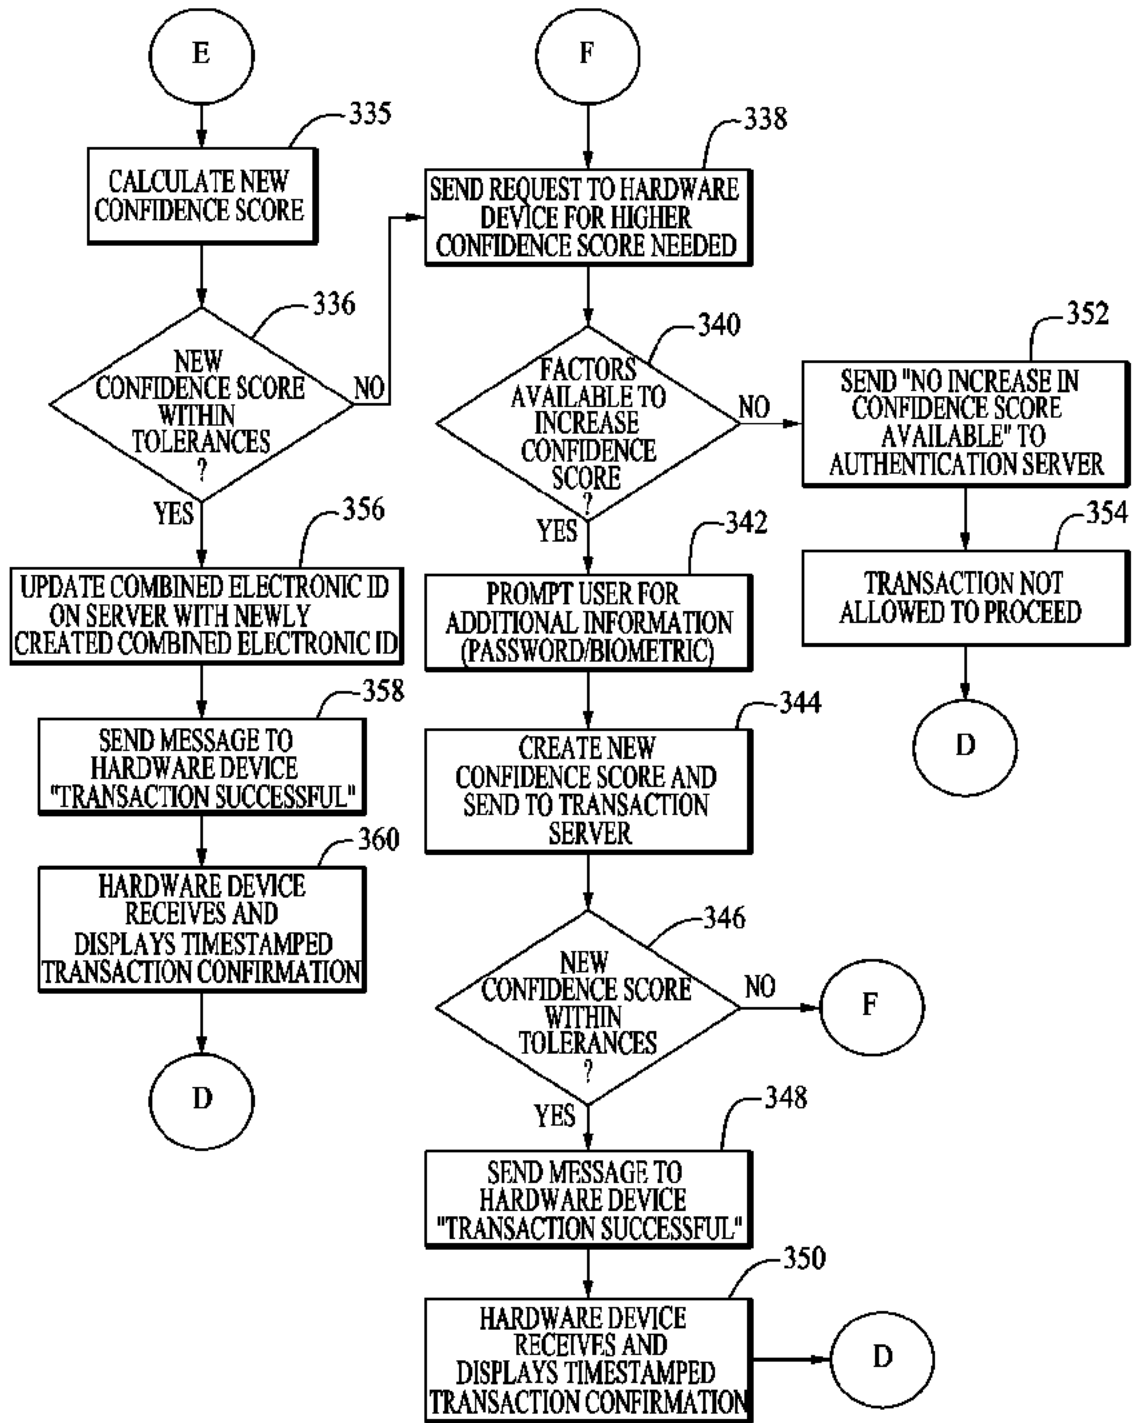 E
335
CALCULATE NEW
CONFIDENCE SCORE
336
NEW
CONFIDENCE SCORE
WITHIN
TOLERANCES
?
NO
YES
356
UPDATE COMBINED ELECTRONIC ID
ON SERVER WITH NEWLY
CREATED COMBINED ELECTRONIC ID
358
SEND MESSAGE TO
HARDWARE DEVICE
"TRANSACTION SUCCESSFUL"
360
HARDWARE DEVICE
RECEIVES AND
DISPLAYS TIMESTAMPED
TRANSACTION CONFIRMATION
D
F
338
SEND REQUEST TO HARDWARE
DEVICE FOR HIGHER
CONFIDENCE SCORE NEEDED
340
FACTORS
AVAILABLE TO
INCREASE
CONFIDENCE
SCORE
?
NO
YES
342
PROMPT USER FOR
ADDITIONAL INFORMATION
(PASSWORD/BIOMETRIC)
344
CREATE NEW
CONFIDENCE SCORE AND
SEND TO TRANSACTION
SERVER
346
NEW
CONFIDENCE SCORE
WITHIN
TOLERANCES
?
NO
F
YES
348
SEND MESSAGE TO
HARDWARE DEVICE
"TRANSACTION SUCCESSFUL"
350
HARDWARE DEVICE
RECEIVES AND
DISPLAYS TIMESTAMPED
TRANSACTION CONFIRMATION
D
352
SEND "NO INCREASE IN
CONFIDENCE SCORE
AVAILABLE" TO
AUTHENTICATION SERVER
354
TRANSACTION NOT
ALLOWED TO PROCEED
D